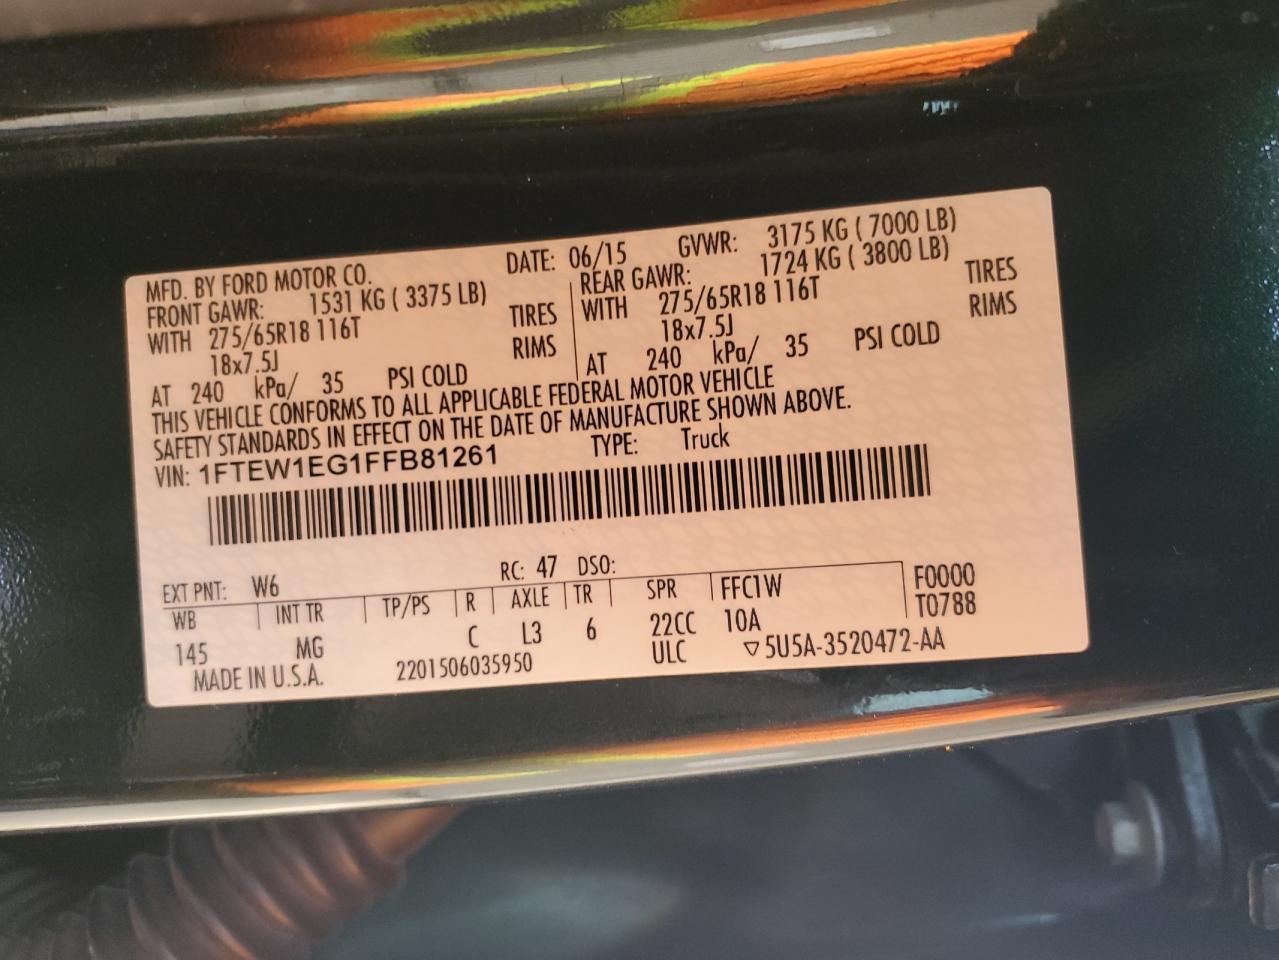 MFD. BY FORD MOTOR CO. DATE: 06/15 GVWR: 3175 KG ( 7000 LB)
FRONT GAWR: 1531 KG ( 3375 LB) REAR GAWR: 1724 KG ( 3800 LB)
WITH 275/65R18 116T TIRES WITH 275/65R18 116T TIRES
18x7.5J RIMS 18x7.5J RIMS
AT 240 kPa/ 35 PSI COLD AT 240 kPa/ 35 PSI COLD
THIS VEHICLE CONFORMS TO ALL APPLICABLE FEDERAL MOTOR VEHICLE
SAFETY STANDARDS IN EFFECT ON THE DATE OF MANUFACTURE SHOWN ABOVE.
VIN: 1FTEW1EG1FFB81261 TYPE: Truck
EXT PNT: W6 RC: 47 DSO:
WB INT TR TP/PS R AXLE TR SPR FFC1W F0000
145 MG C L3 6 22CC 10A T0788
MADE IN U.S.A. 2201506035950 ULC ▽5U5A-3520472-AA